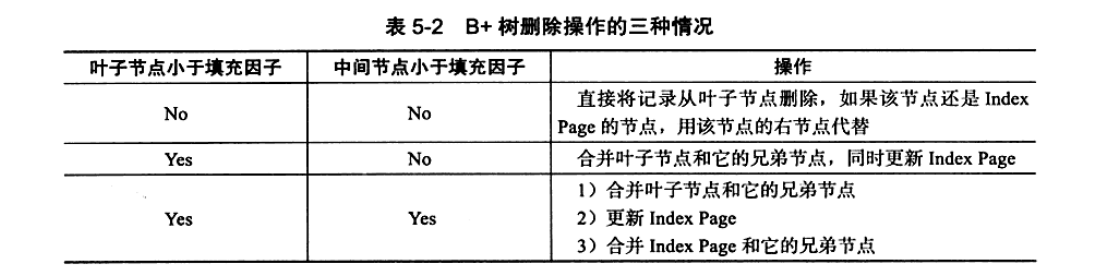 表 5-2 B+ 树删除操作的三种情况
叶子节点小于填充因子 中间节点小于填充因子 操作
No No 直接将记录从叶子节点删除，如果该节点还是 Index
Page 的节点，用该节点的右节点代替
Yes No 合并叶子节点和它的兄弟节点，同时更新 Index Page
1）合并叶子节点和它的兄弟节点
Yes Yes 2）更新 Index Page
3）合并 Index Page 和它的兄弟节点